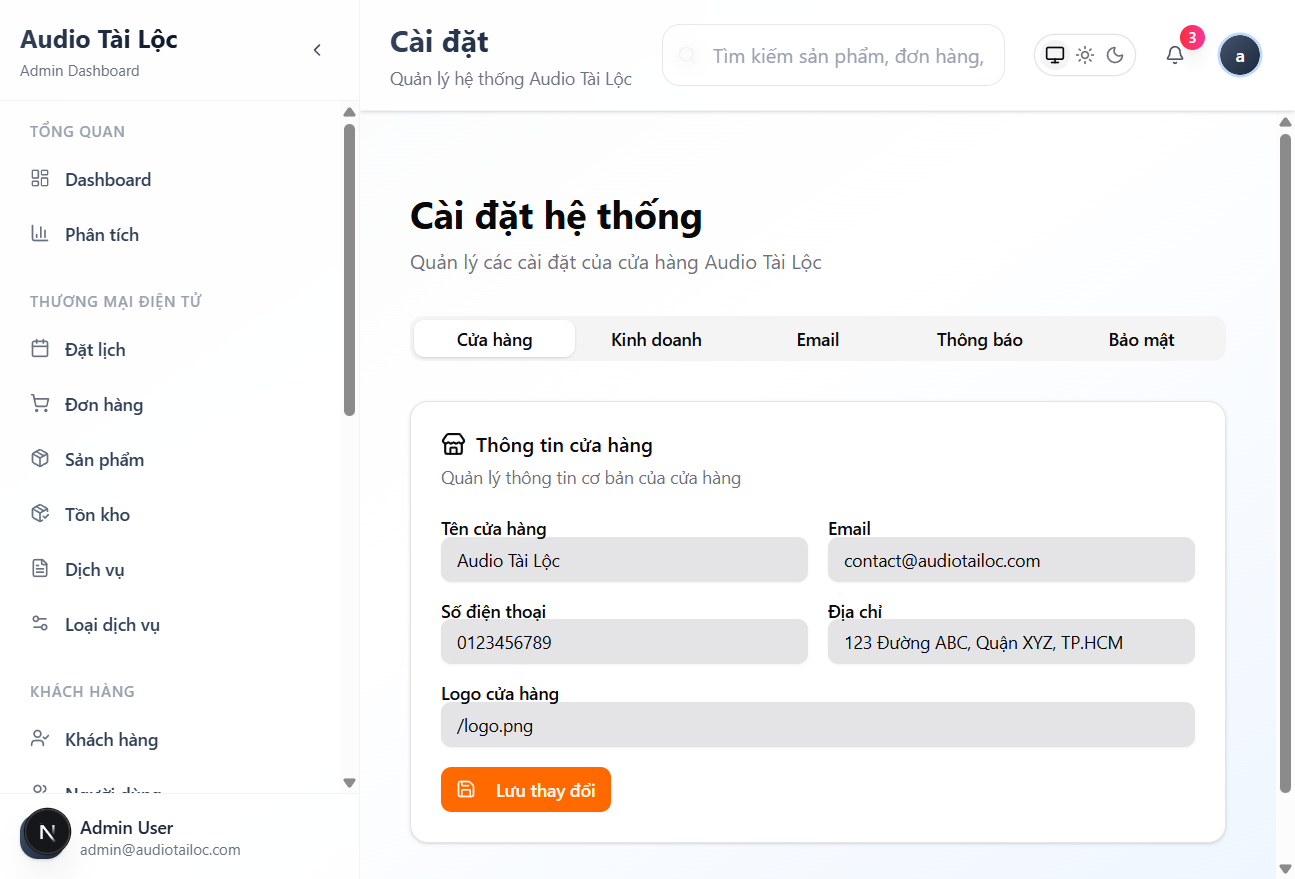 Audio Tài Lộc
Admin Dashboard
TỔNG QUAN
Dashboard
Phân tích
THƯƠNG MẠI ĐIỆN TỬ
Đặt lịch
Đơn hàng
Sản phẩm
Tồn kho
Dịch vụ
Loại dịch vụ
KHÁCH HÀNG
Khách hàng
Người dùng
N
Admin User
admin@audiotailoc.com
Cài đặt
Quản lý hệ thống Audio Tài Lộc
Tìm kiếm sản phẩm, đơn hàng,
3
a
Cài đặt hệ thống
Quản lý các cài đặt của cửa hàng Audio Tài Lộc
Cửa hàng Kinh doanh Email Thông báo Bảo mật
Thông tin cửa hàng
Quản lý thông tin cơ bản của cửa hàng
Tên cửa hàng
Audio Tài Lộc
Email
contact@audiotailoc.com
Số điện thoại
0123456789
Địa chỉ
123 Đường ABC, Quận XYZ, TP.HCM
Logo cửa hàng
/logo.png
Lưu thay đổi